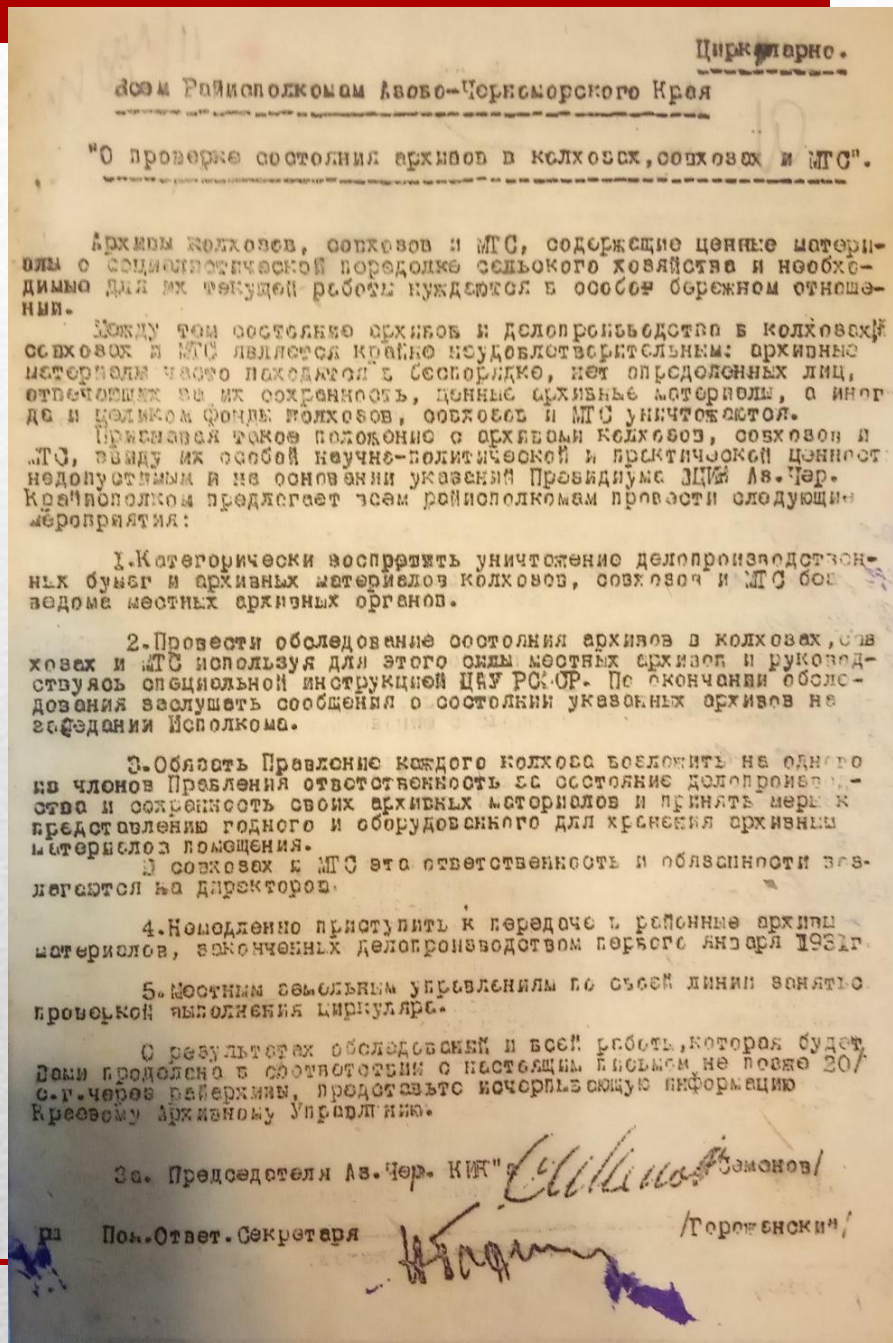 Циркулярно.
Всем Райисполкомам Азово-Черноморского Края
"О проверке состояния архивов в колхозах, совхозах и МТС".
Архивы колхозов, совхозов и МТС, содержащие ценные матери-
алы о социалистической переделке сельского хозяйства и необхо-
димые для их текущей работы нуждаются в особом бережном отноше-
нии.
Между тем состояние архивов и делопроизводства в колхозах,
совхозах и МТС является крайне неудовлетворительным: архивные
материалы часто находятся в беспорядке, нет определенных лиц,
отвечающих за их сохранность, ценные архивные материалы, а иног
да и целиком фонды колхозов, совхозов и МТС уничтожаются.
Признавая такое положение с архивами колхозов, совхозов и
МТС, ввиду их особой научно-политической и практической ценност
недопустимым и на основании указаний Президиума ВЦИК Аз.Чер.
Крайисполком предлагает всем райисполкомам провести следующие
мероприятия:
1.Категорически воспретить уничтожение делопроизводствен-
ных бумаг и архивных материалов колхозов, совхозов и МТС без
ведома местных архивных органов.
2.Провести обследование состояния архивов в колхозах, сов
хозах и МТС используя для этого силы местных архивов и руковод-
ствуясь специальной инструкцией ЦАУ РСФСР. По окончании обсле-
дования заслушать сообщения о состоянии указанных архивов на
заседании Исполкома.
3.Обязать Правление каждого колхоза возложить на одного
из членов Правления ответственность за состояние делопроизвод-
ства и сохранность своих архивных материалов и принять меры к
представлению годного и оборудованного для хранения архивных
материалов помещения.
В совхозах и МТС эта ответственность и обязанности воз-
лагаются на директоров.
4.Немедленно приступить к передаче в районные архивы
материалов, законченных делопроизводством первого января 1931г
5.Местным земельным управлениям по своей линии заняться
проверкой выполнения циркуляра.
О результатах обследований и всей работы, которая будет
Вами проделана в соответствии с настоящим письмом, не позже 20/
с.г. через райархивы, представьте исчерпывающую информацию
Краевому Архивному Управлению.
За. Председателя Аз.Чер. КИК" /Семенов/
Пом.Ответ.Секретаря /Горожанский/